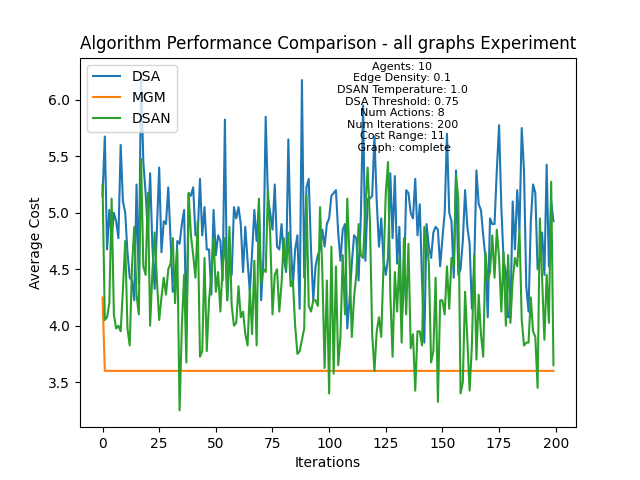 Algorithm Performance Comparison - all graphs Experiment
DSA
MGM
DSAN
Agents: 10
Edge Density: 0.1
DSAN Temperature: 1.0
DSA Threshold: 0.75
Num Actions: 8
Num Iterations: 200
Cost Range: 11
Graph: complete
Average Cost
6.0
5.5
5.0
4.5
4.0
3.5
0 25 50 75 100 125 150 175 200
Iterations